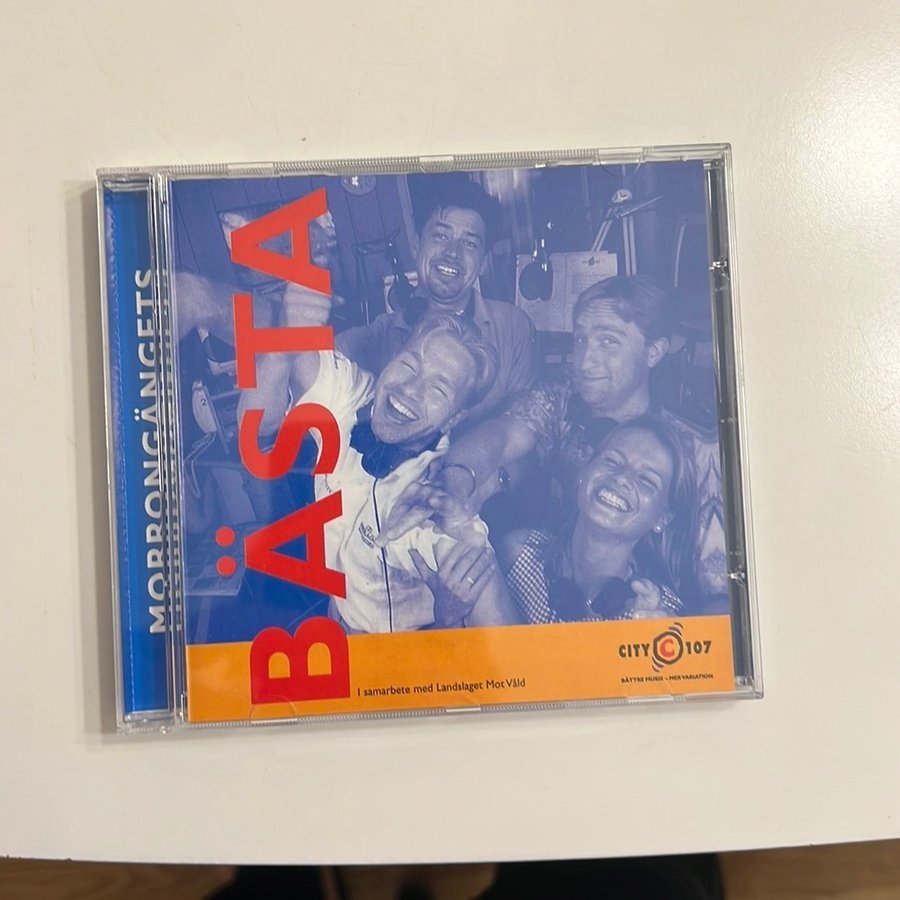 MORRONGÄNGETS
BÄSTA
I samarbete med Landslaget Mot Våld
CITY C 107
BÄTTRE MUSIK - MER VARIATION